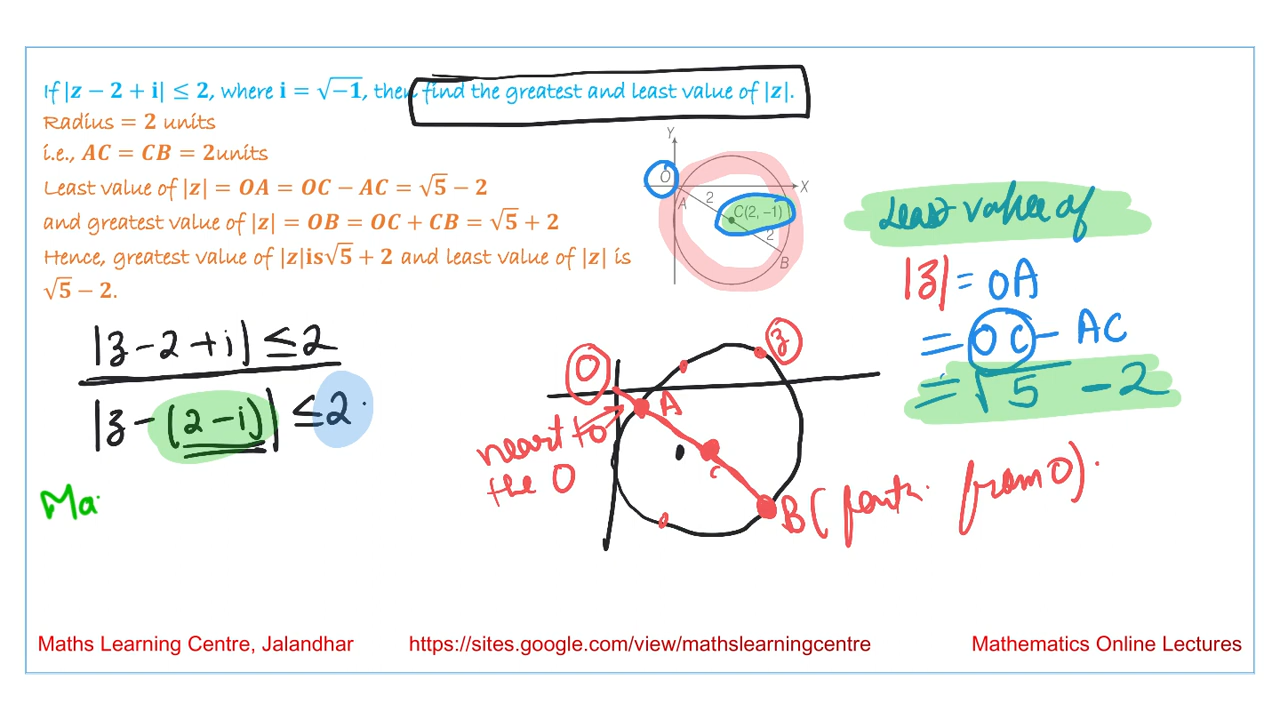 If |z − 2 + i| ≤ 2, where i = √−1, then find the greatest and least value of |z|.
Radius = 2 units
i.e., AC = CB = 2units
Least value of |z| = OA = OC − AC = √5 − 2
and greatest value of |z| = OB = OC + CB = √5 + 2
Hence, greatest value of |z|is√5 + 2 and least value of |z| is
√5 − 2.
Y
O
X
A
2
C(2, −1)
2
B
Least value of
|z| = OA
= OC − AC
= √5 − 2
|z − 2 + i| ≤ 2
|z − (2 − i)| ≤ 2.
O
z
A
C
B (
from O).
near to
the O
Ma
Maths Learning Centre, Jalandhar
https://sites.google.com/view/mathslearningcentre
Mathematics Online Lectures